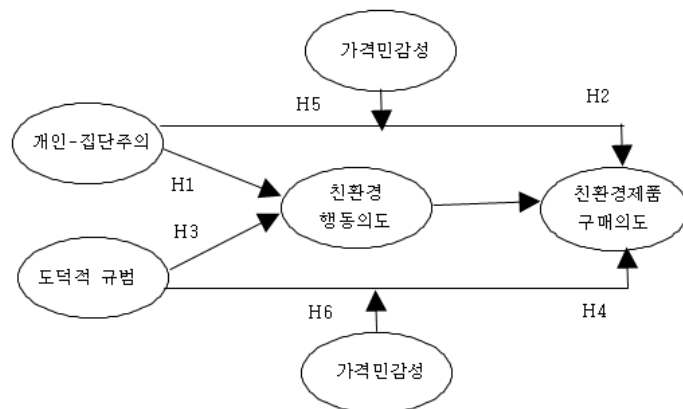 가격민감성
H5
H2
개인-집단주의
H1
친환경
행동의도
친환경제품
구매의도
H3
도덕적 규범
H6
H4
가격민감성